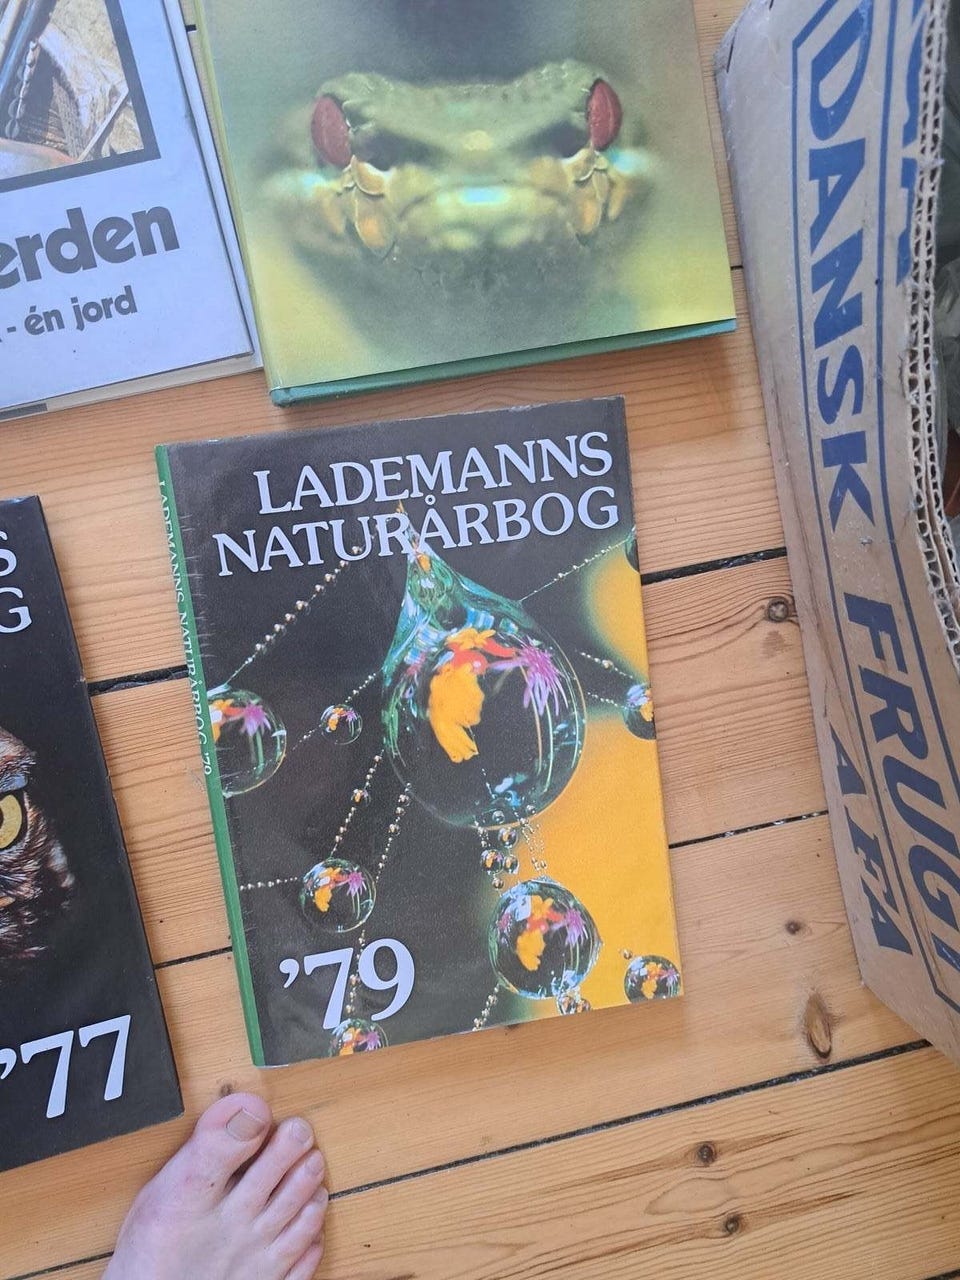 erden
- én jord
LADEMANNS
NATURÅRBOG
'79
LADEMANNS NATURÅRBOG '79
S
G
'77
DANSK FRUGT